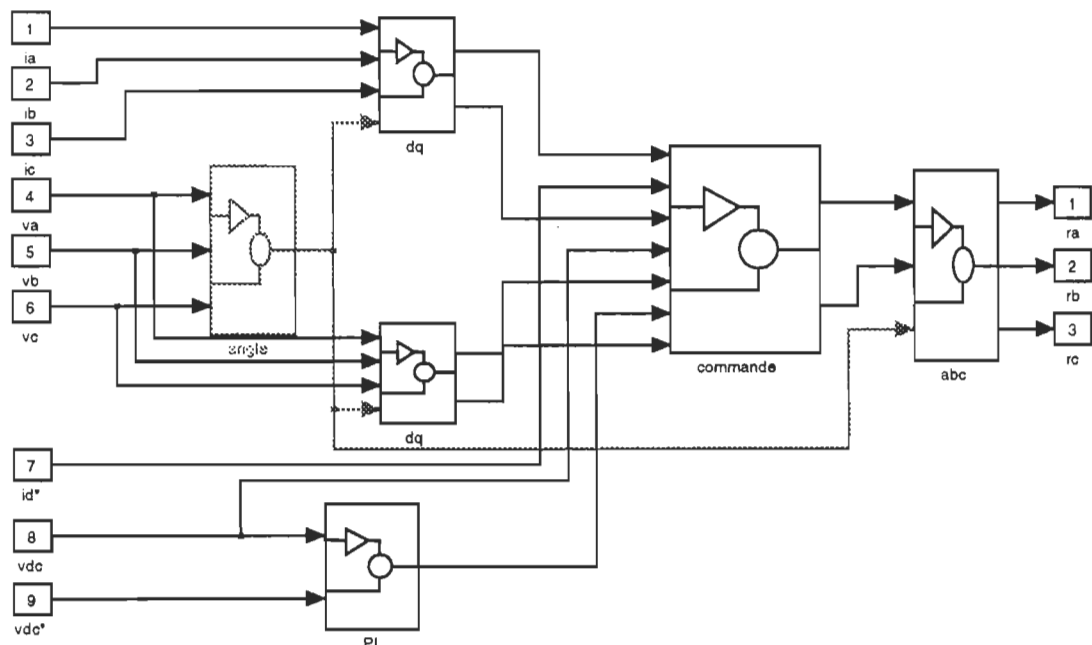 1
ia
2
ib
3
ic
4
va
5
vb
6
vc
angle
dq
dq
commande
abc
1
ra
2
rb
3
rc
7
id*
8
vdc
9
vdc*
PI